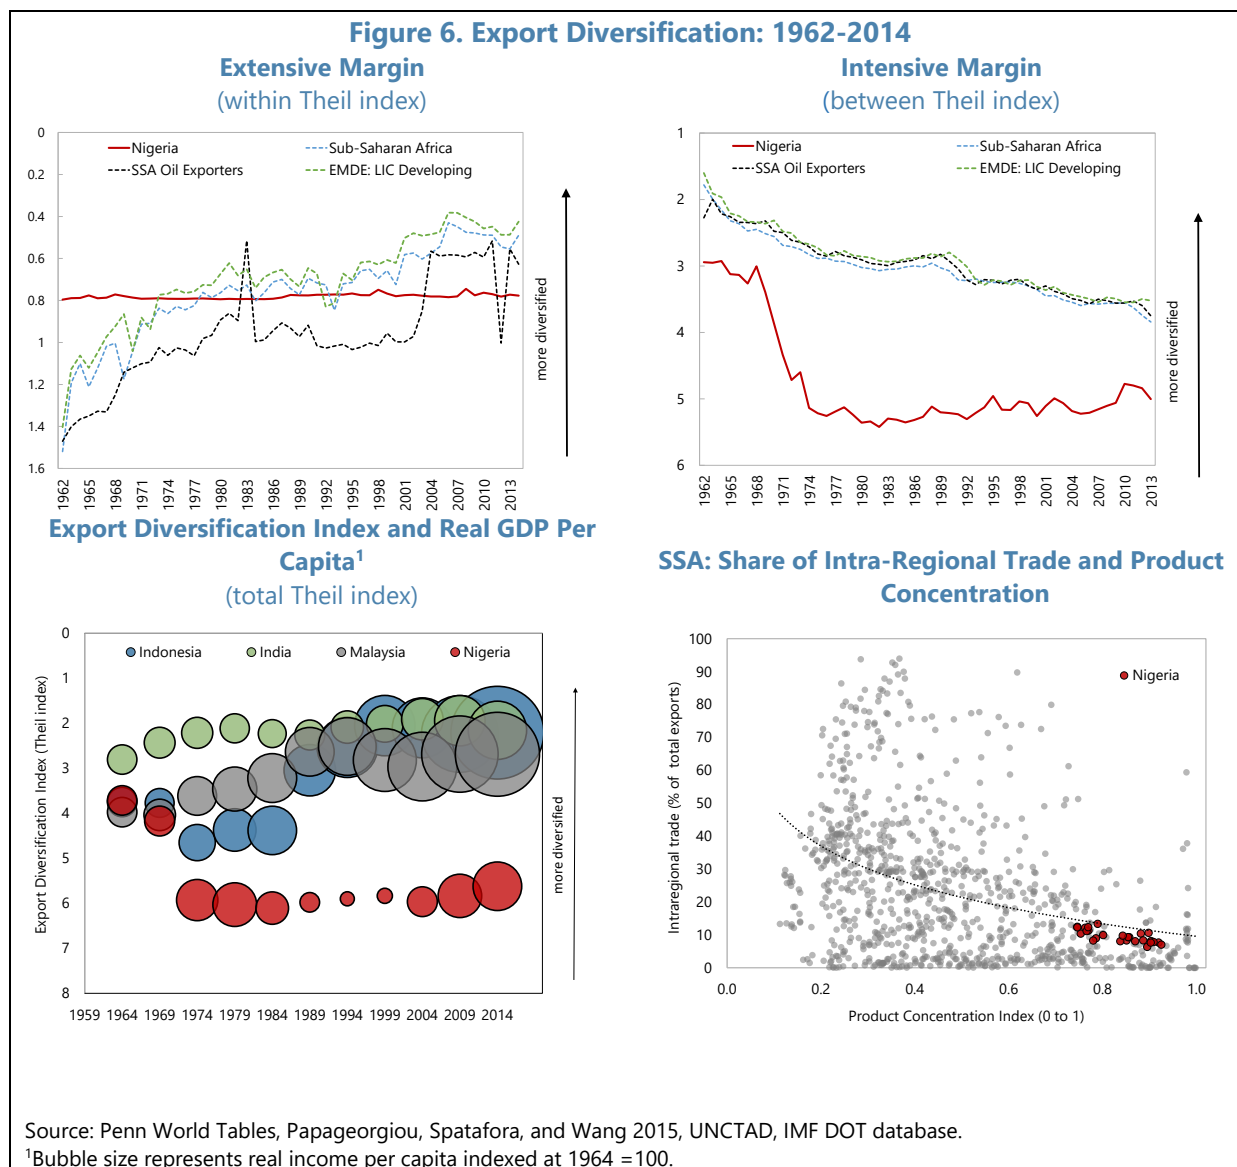 Figure 6. Export Diversification: 1962-2014
Extensive Margin
(within Theil index)
0
0.2
0.4
0.6
0.8
1
1.2
1.4
1.6
Nigeria
Sub-Saharan Africa
SSA Oil Exporters
EMDE: LIC Developing
more diversified
1962 1965 1968 1971 1974 1977 1980 1983 1986 1989 1992 1995 1998 2001 2004 2007 2010 2013
Intensive Margin
(between Theil index)
1
2
3
4
5
6
Nigeria
Sub-Saharan Africa
SSA Oil Exporters
EMDE: LIC Developing
more diversified
1962 1965 1968 1971 1974 1977 1980 1983 1986 1989 1992 1995 1998 2001 2004 2007 2010 2013
Export Diversification Index and Real GDP Per
Capita¹
(total Theil index)
Export Diversification Index (Theil index)
0
1
2
3
4
5
6
7
8
Indonesia India Malaysia Nigeria
more diversified
1959 1964 1969 1974 1979 1984 1989 1994 1999 2004 2009 2014
SSA: Share of Intra-Regional Trade and Product
Concentration
Intraregional trade (% of total exports)
100
90
80
70
60
50
40
30
20
10
0
Nigeria
0.0 0.2 0.4 0.6 0.8 1.0
Product Concentration Index (0 to 1)
Source: Penn World Tables, Papageorgiou, Spatafora, and Wang 2015, UNCTAD, IMF DOT database.
¹Bubble size represents real income per capita indexed at 1964 =100.